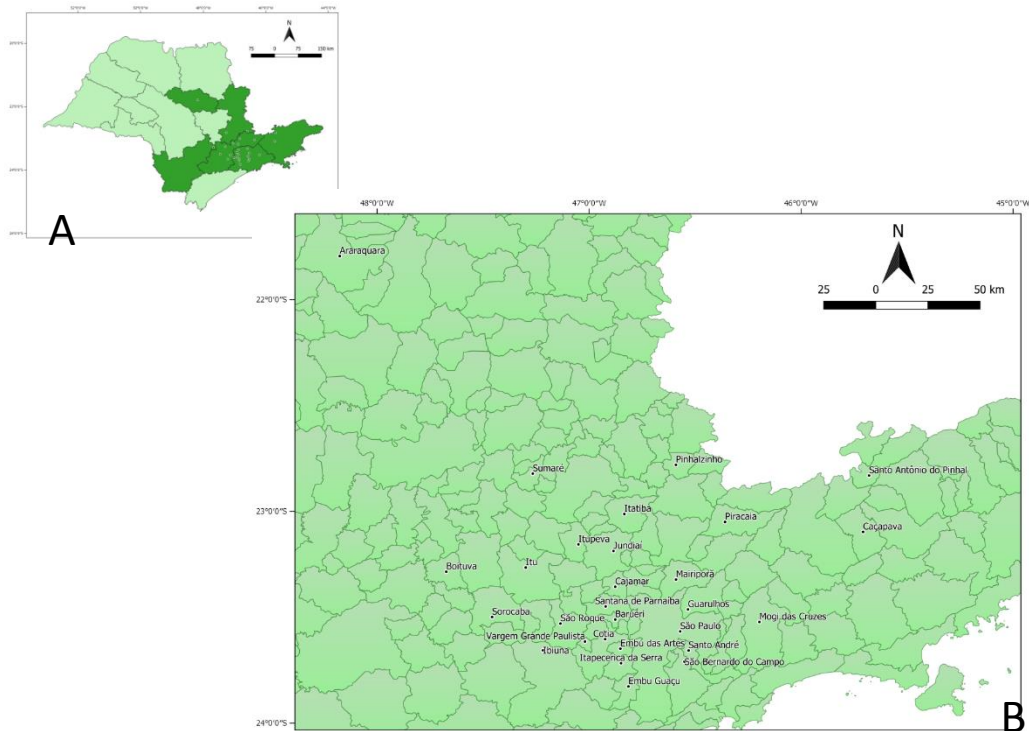 N
75 0 75 150 km
A
48°0'0"W 47°0'0"W 46°0'0"W 45°0'0"W
N
25 0 25 50 km
Araraquara
22°0'0"S
Pinhalzinho
Sumaré
Santo Antônio do Pinhal
Itatiba
23°0'0"S
Piracaia
Caçapava
Itupeva
Jundiaí
Boituva
Itu
Mairiporã
Cajamar
Santana de Parnaíba
Guarulhos
Sorocaba
Barueri
São Roque
Mogi das Cruzes
São Paulo
Vargem Grande Paulista
Cotia
Embu das Artes
Santo André
Ibiúna
Itapecerica da Serra
São Bernardo do Campo
Embu Guaçu
24°0'0"S
B